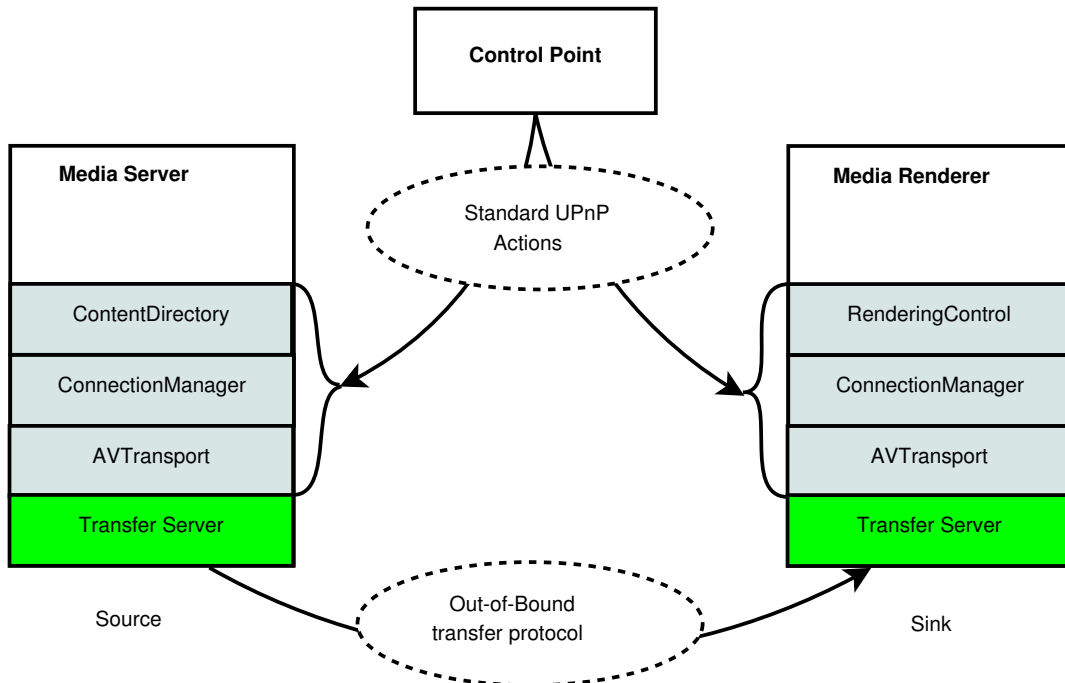 Control Point
Media Server
Media Renderer
Standard UPnP
Actions
ContentDirectory
RenderingControl
ConnectionManager
ConnectionManager
AVTransport
AVTransport
Transfer Server
Transfer Server
Out-of-Bound
transfer protocol
Source
Sink